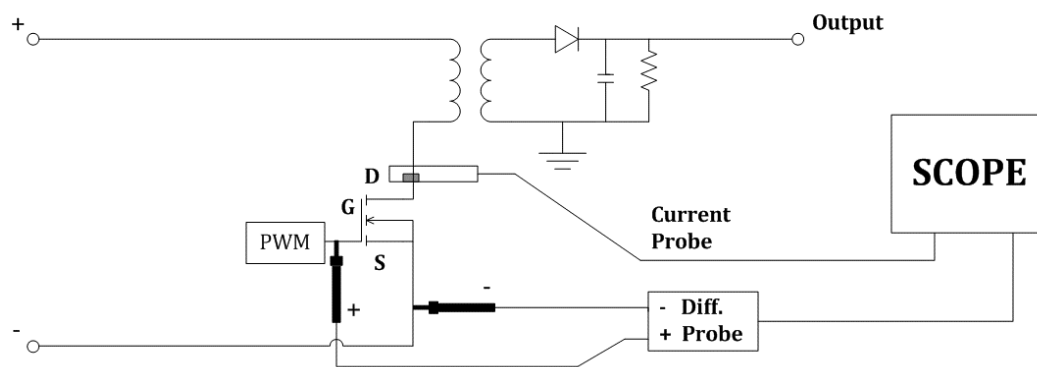 +
Output
D
SCOPE
G
Current
Probe
PWM
S
-
+
- Diff.
+ Probe
-